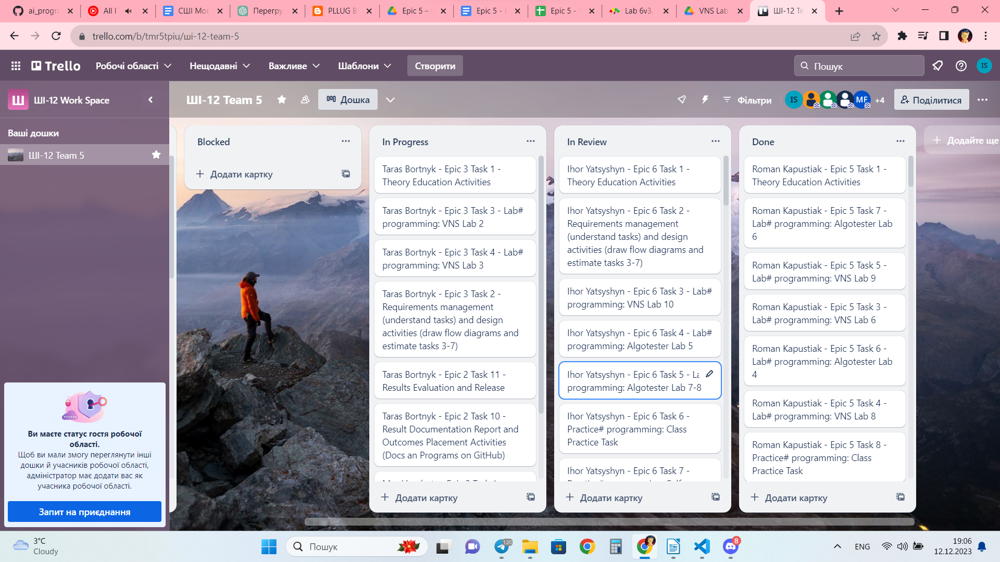 ai_progra
All I
СШІ Мов
Перегру
PLLUG B
Epic 5 –
Epic 5 -
Epic 5 -
Lab 6v3.
VNS Lab
ШІ-12 Te
trello.com/b/tmr5tpiu/ші-12-team-5
Trello
Робочі області
Нещодавні
Важливе
Шаблони
Створити
Пошук
IS
Ш
ШІ-12 Work Space
ШІ-12 Team 5
Дошка
Фільтри
IS
MF
+4
Поділитися
Ваші дошки
ШІ-12 Team 5
Ви маєте статус гостя робочої
області.
Щоб ви мали змогу переглянути інші
дошки й учасників робочої області,
адміністратор має додати вас як
учасника робочої області.
Запит на приєднання
Blocked
Додати картку
In Progress
Taras Bortnyk - Epic 3 Task 1 -
Theory Education Activities
Taras Bortnyk - Epic 3 Task 3 - Lab#
programming: VNS Lab 2
Taras Bortnyk - Epic 3 Task 4 - Lab#
programming: VNS Lab 3
Taras Bortnyk - Epic 3 Task 2 -
Requirements management
(understand tasks) and design
activities (draw flow diagrams and
estimate tasks 3-7)
Taras Bortnyk - Epic 2 Task 11 -
Results Evaluation and Release
Taras Bortnyk - Epic 2 Task 10 -
Result Documentation Report and
Outcomes Placement Activities
(Docs an Programs on GitHub)
Додати картку
In Review
Ihor Yatsyshyn - Epic 6 Task 1 -
Theory Education Activities
Ihor Yatsyshyn - Epic 6 Task 2 -
Requirements management
(understand tasks) and design
activities (draw flow diagrams and
estimate tasks 3-7)
Ihor Yatsyshyn - Epic 6 Task 3 - Lab#
programming: VNS Lab 10
Ihor Yatsyshyn - Epic 6 Task 4 - Lab#
programming: Algotester Lab 5
Ihor Yatsyshyn - Epic 6 Task 5 - La
programming: Algotester Lab 7-8
Ihor Yatsyshyn - Epic 6 Task 6 -
Practice# programming: Class
Practice Task
Ihor Yatsyshyn - Epic 6 Task 7 -
Додати картку
Done
Roman Kapustiak - Epic 5 Task 1 -
Theory Education Activities
Roman Kapustiak - Epic 5 Task 7 -
Lab# programming: Algotester Lab
6
Roman Kapustiak - Epic 5 Task 5 -
Lab# programming: VNS Lab 9
Roman Kapustiak - Epic 5 Task 3 -
Lab# programming: VNS Lab 6
Roman Kapustiak - Epic 5 Task 6 -
Lab# programming: Algotester Lab
4
Roman Kapustiak - Epic 5 Task 4 -
Lab# programming: VNS Lab 8
Roman Kapustiak - Epic 5 Task 8 -
Practice# programming: Class
Practice Task
Додати картку
Додайте ще
3°C
Cloudy
Пошук
120
8
ENG
19:06
12.12.2023